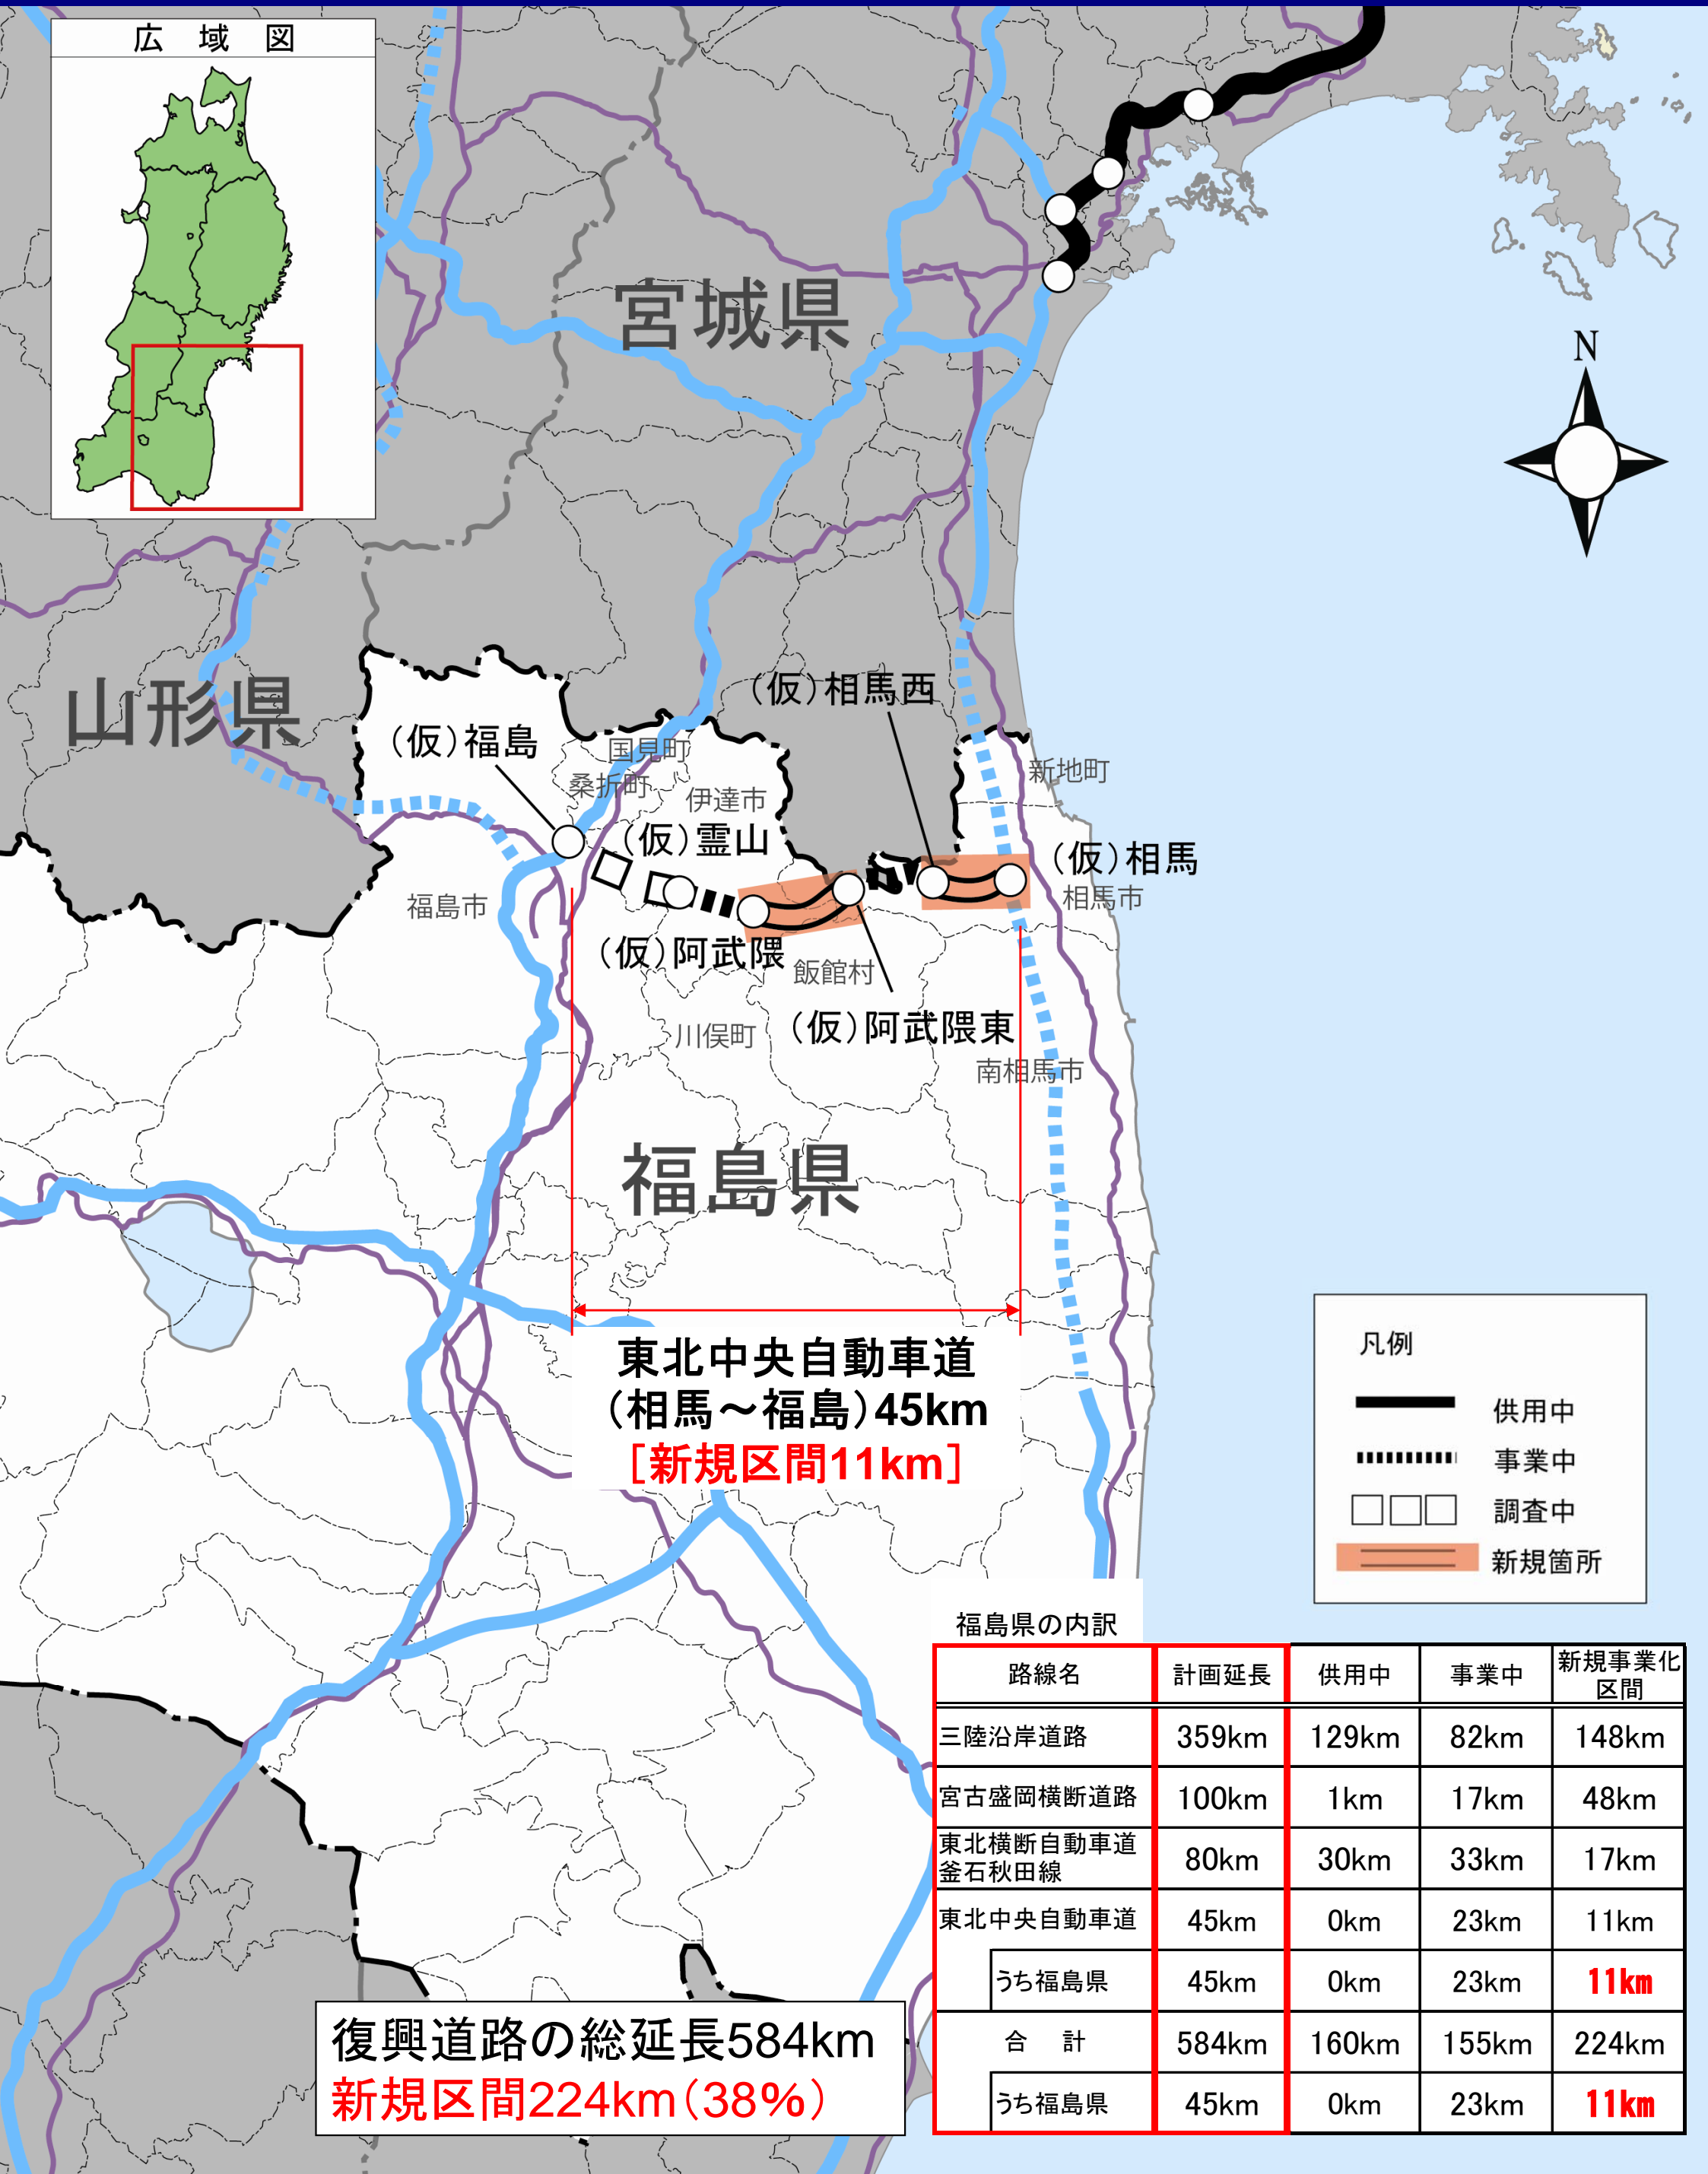 広 域 図
N
宮城県
山形県
(仮)相馬西
(仮)福島
国見町
桑折町
伊達市
新地町
(仮)霊山
(仮)相馬
相馬市
福島市
(仮)阿武隈
飯館村
(仮)阿武隈東
川俣町
南相馬市
福島県
東北中央自動車道
(相馬～福島)45km
[新規区間11km]
凡例
供用中
事業中
調査中
新規箇所
福島県の内訳
路線名 計画延長 供用中 事業中 新規事業化
区間
三陸沿岸道路 359km 129km 82km 148km
宮古盛岡横断道路 100km 1km 17km 48km
東北横断自動車道
釜石秋田線 80km 30km 33km 17km
東北中央自動車道 45km 0km 23km 11km
うち福島県 45km 0km 23km 11km
合 計 584km 160km 155km 224km
うち福島県 45km 0km 23km 11km
復興道路の総延長584km
新規区間224km(38%)